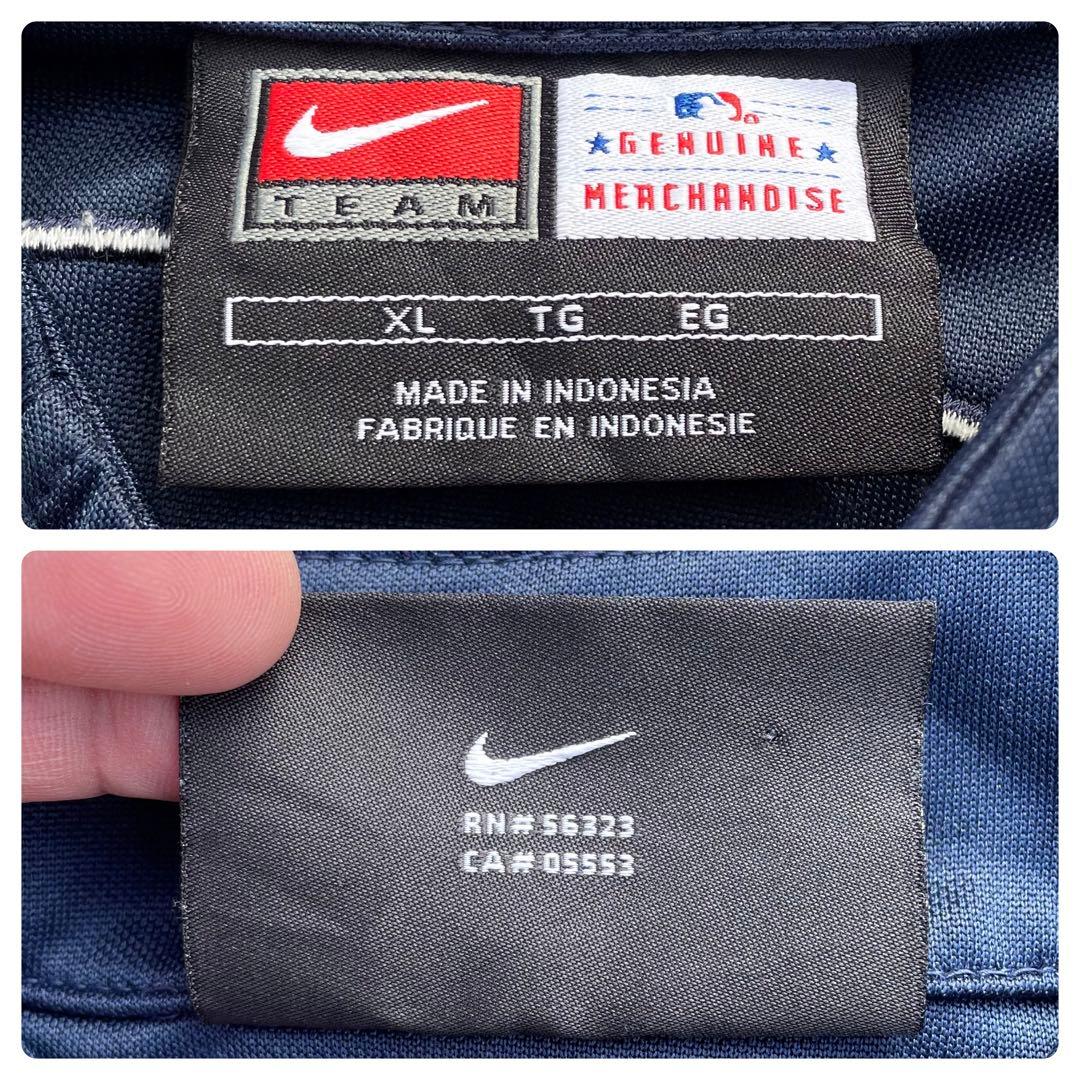 TEAM
GENUINE
MERCHANDISE
XL TG EG
MADE IN INDONESIA
FABRIQUE EN INDONESIE
RN# 56323
CA# 05553